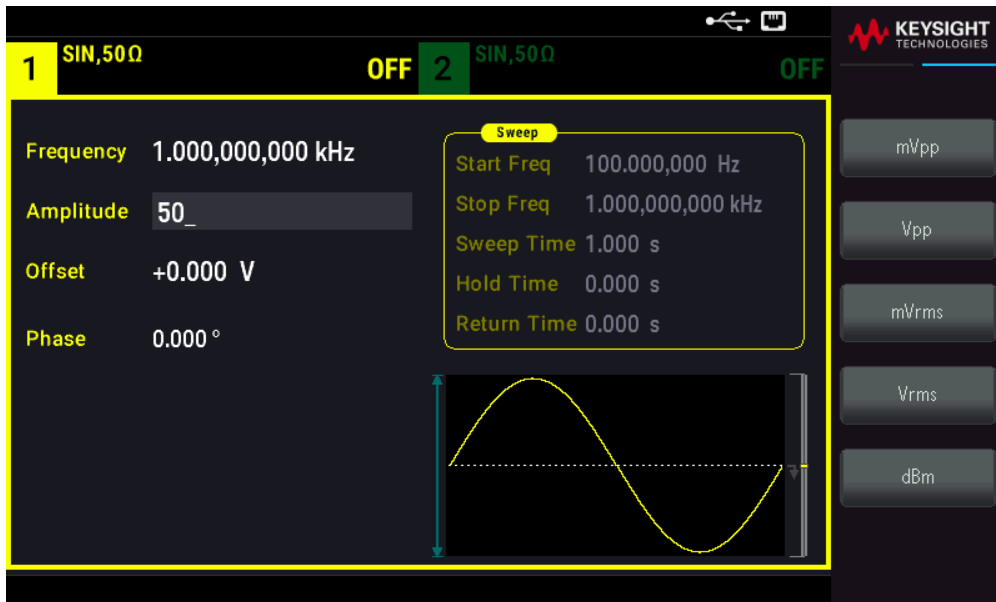 KEYSIGHT
TECHNOLOGIES
1 SIN,50Ω OFF
2 SIN,50Ω OFF
Frequency 1.000,000,000 kHz
Amplitude 50_
Offset +0.000 V
Phase 0.000 °
Sweep
Start Freq 100.000,000 Hz
Stop Freq 1.000,000,000 kHz
Sweep Time 1.000 s
Hold Time 0.000 s
Return Time 0.000 s
mVpp
Vpp
mVrms
Vrms
dBm